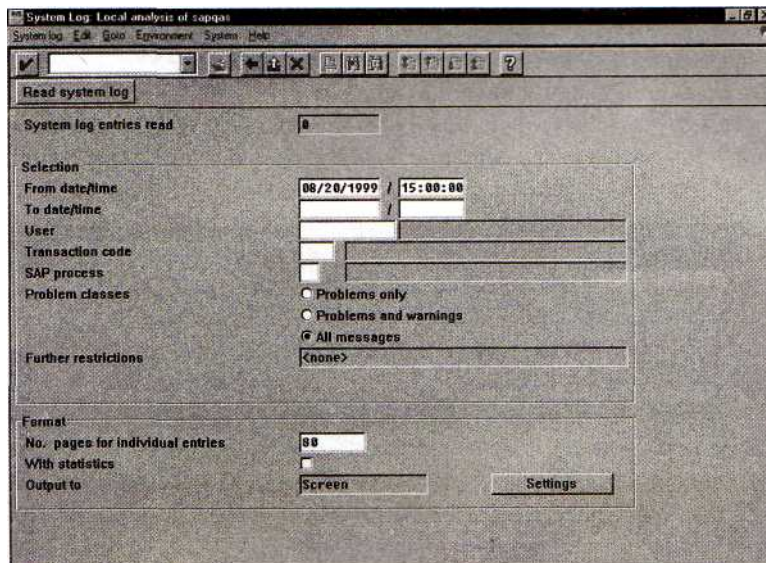 System Log: Local analysis of sapgas
System log Edit Goto Environment System Help
Read system log
System log entries read 0
Selection
From date/time 08/20/1999 / 15:00:00
To date/time /
User
Transaction code
SAP process
Problem classes Problems only
Problems and warnings
All messages
Further restrictions <none>
Format
No. pages for individual entries 80
With statistics
Output to Screen Settings